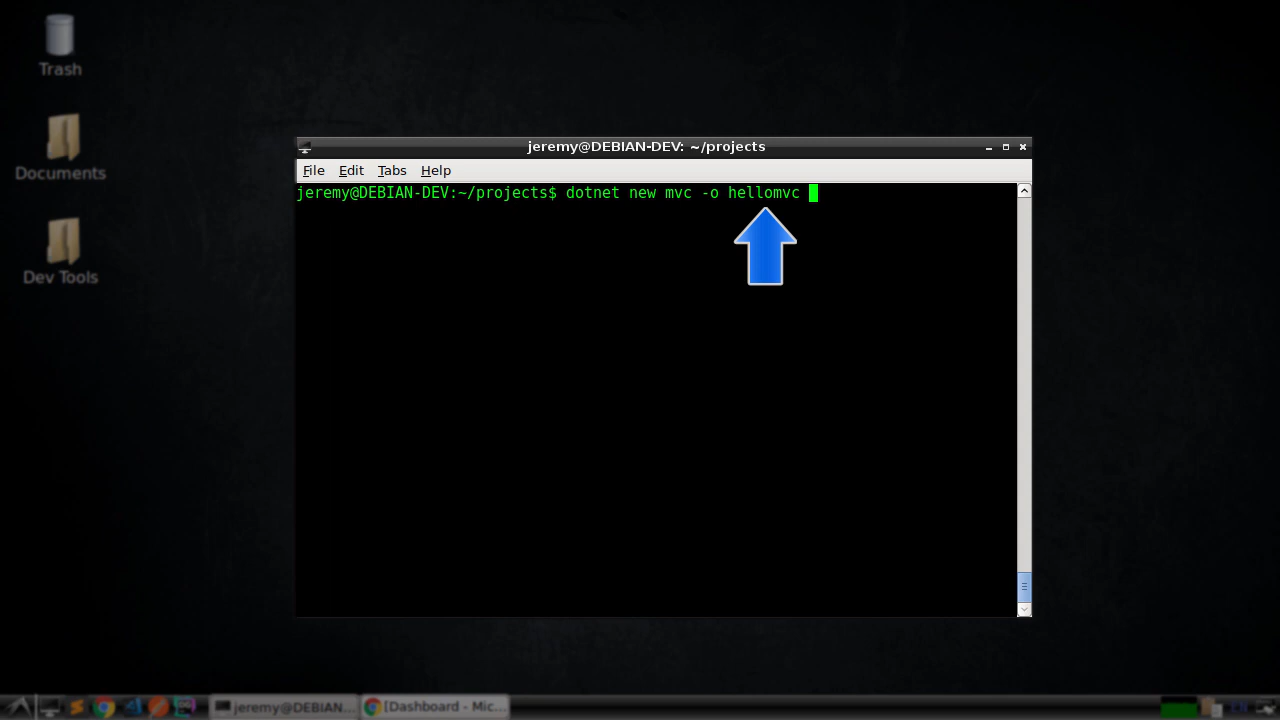 Trash
Documents
Dev Tools
jeremy@DEBIAN-DEV: ~/projects
File Edit Tabs Help
jeremy@DEBIAN-DEV:~/projects$ dotnet new mvc -o hellomvc
jeremy@DEBIAN... [Dashboard - Mic...